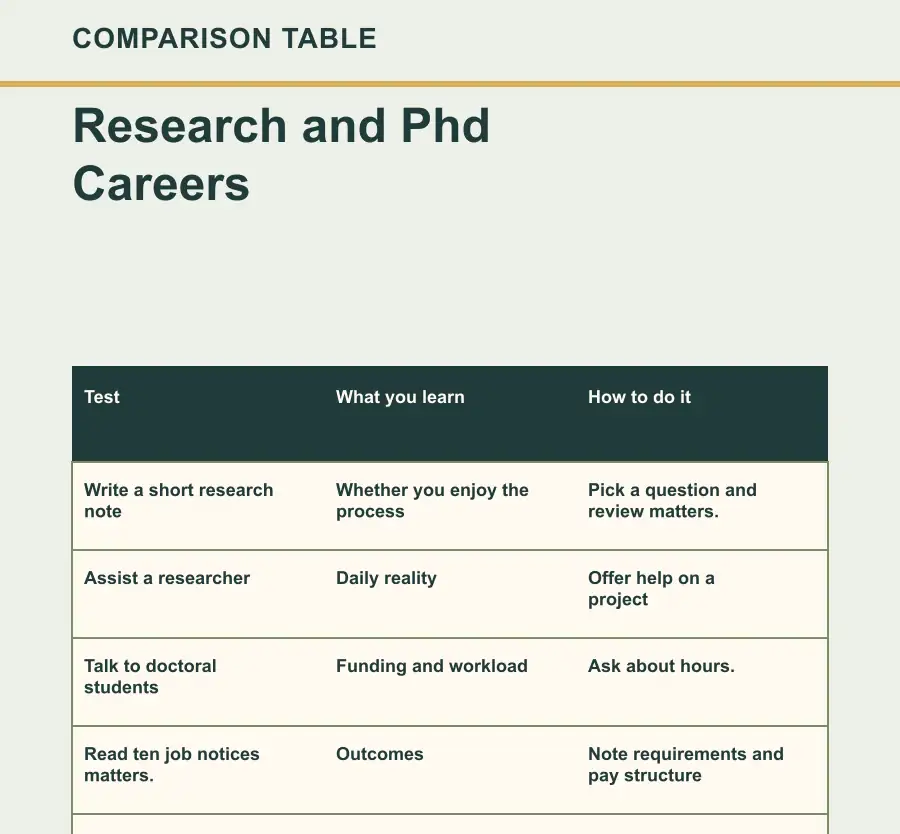 COMPARISON TABLE
Research and Phd
Careers
Test
What you learn
How to do it
Write a short research
note
Whether you enjoy the
process
Pick a question and
review matters.
Assist a researcher
Daily reality
Offer help on a
project
Talk to doctoral
students
Funding and workload
Ask about hours.
Read ten job notices
matters.
Outcomes
Note requirements and
pay structure